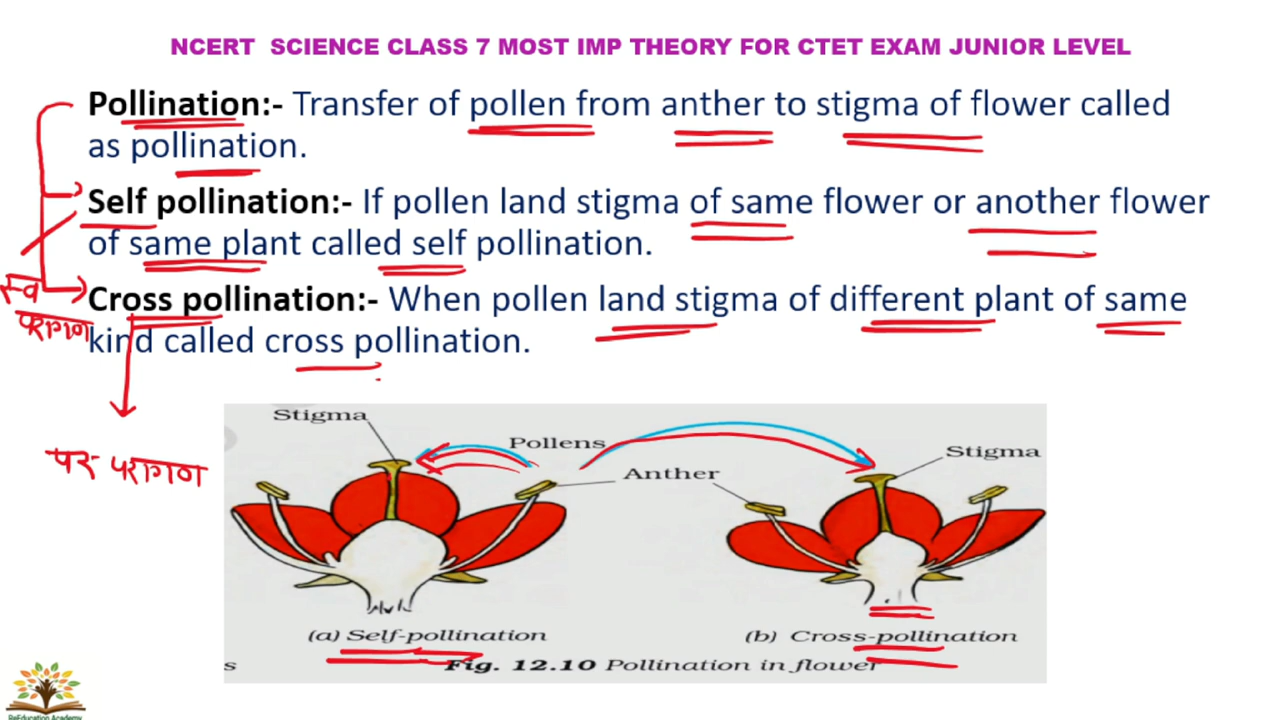 NCERT SCIENCE CLASS 7 MOST IMP THEORY FOR CTET EXAM JUNIOR LEVEL
Pollination:- Transfer of pollen from anther to stigma of flower called
as pollination.
Self pollination:- If pollen land stigma of same flower or another flower
of same plant called self pollination.
Cross pollination:- When pollen land stigma of different plant of same
kind called cross pollination.
स्व
परागण
पर परागण
Stigma
Pollens
Anther
Stigma
(a) Self-pollination
(b) Cross-pollination
s
Fig. 12.10 Pollination in flower
ReEducation Academy